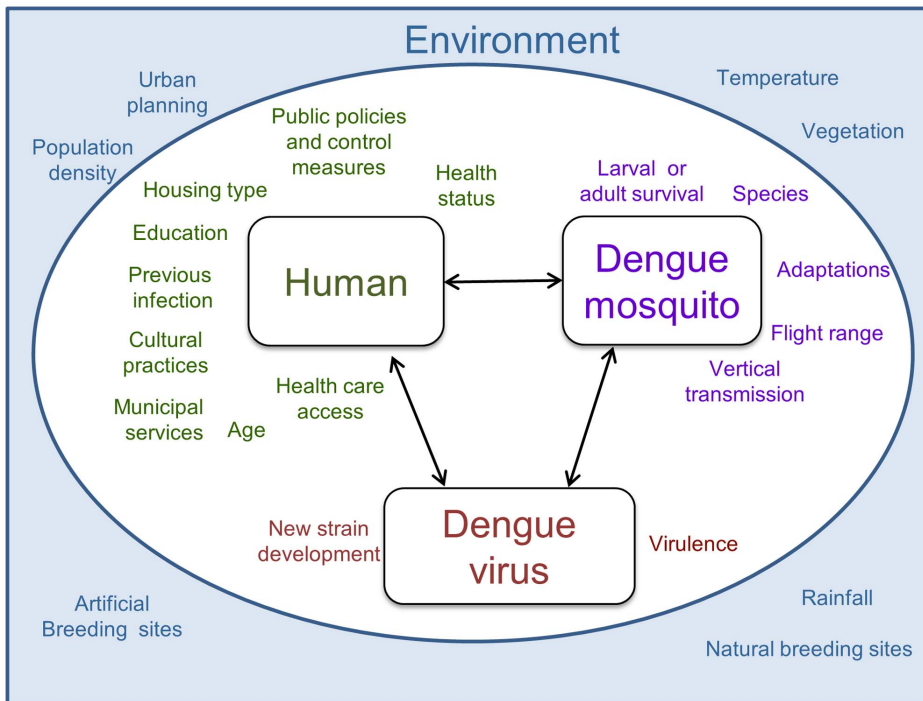 Environment
Urban
planning
Temperature
Population
density
Vegetation
Public policies
and control
measures
Housing type
Health
status
Larval or
adult survival
Species
Education
Previous
infection
Cultural
practices
Municipal
services
Age
Health care
access
Human
Dengue
mosquito
Adaptations
Flight range
Vertical
transmission
New strain
development
Dengue
virus
Virulence
Artificial
Breeding sites
Rainfall
Natural breeding sites